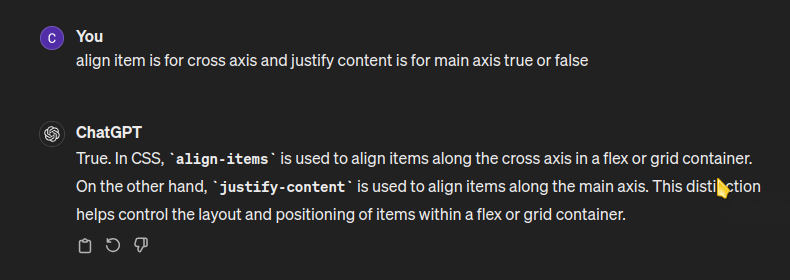 C You
align item is for cross axis and justify content is for main axis true or false
ChatGPT
True. In CSS, `align-items` is used to align items along the cross axis in a flex or grid container.
On the other hand, `justify-content` is used to align items along the main axis. This distinction
helps control the layout and positioning of items within a flex or grid container.